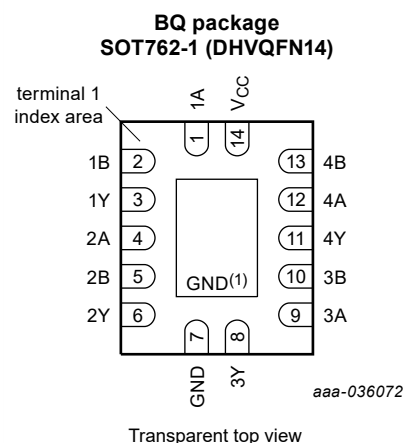 BQ package
SOT762-1 (DHVQFN14)
terminal 1
index area
1A
VCC
1
14
1B 2
13 4B
1Y 3
12 4A
2A 4
11 4Y
2B 5
10 3B
GND(1)
2Y 6
9 3A
7
8
GND
3Y
aaa-036072
Transparent top view